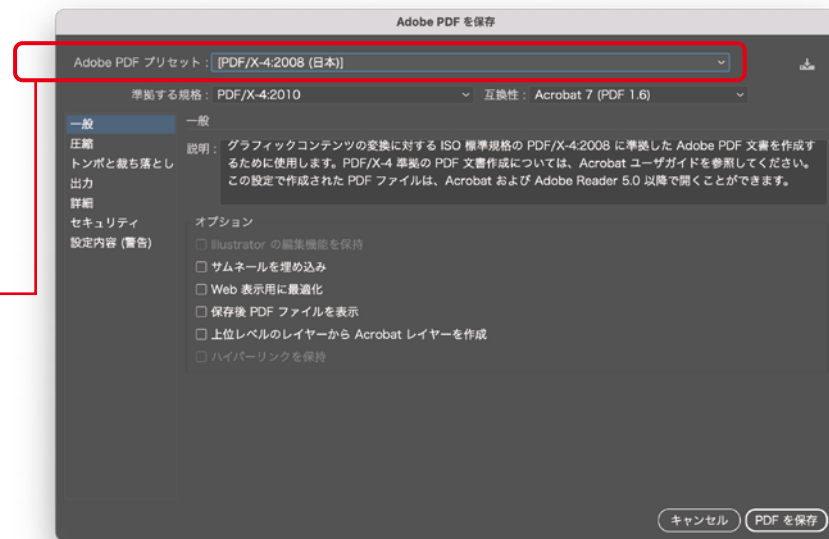 Adobe PDF を保存
Adobe PDF プリセット： [PDF/X-4:2008 (日本)]
準拠する規格： PDF/X-4:2010 互換性： Acrobat 7 (PDF 1.6)
一般
圧縮
トンボと裁ち落とし
出力
詳細
セキュリティ
設定内容 (警告)
一般
説明： グラフィックコンテンツの変換に対する ISO 標準規格の PDF/X-4:2008 に準拠した Adobe PDF 文書を作成す
るために使用します。PDF/X-4 準拠の PDF 文書作成については、Acrobat ユーザガイドを参照してください。
この設定で作成された PDF ファイルは、Acrobat および Adobe Reader 5.0 以降で開くことができます。
オプション
Illustrator の編集機能を保持
サムネールを埋め込み
Web 表示用に最適化
保存後 PDF ファイルを表示
上位レベルのレイヤーから Acrobat レイヤーを作成
ハイパーリンクを保持
キャンセル PDF を保存